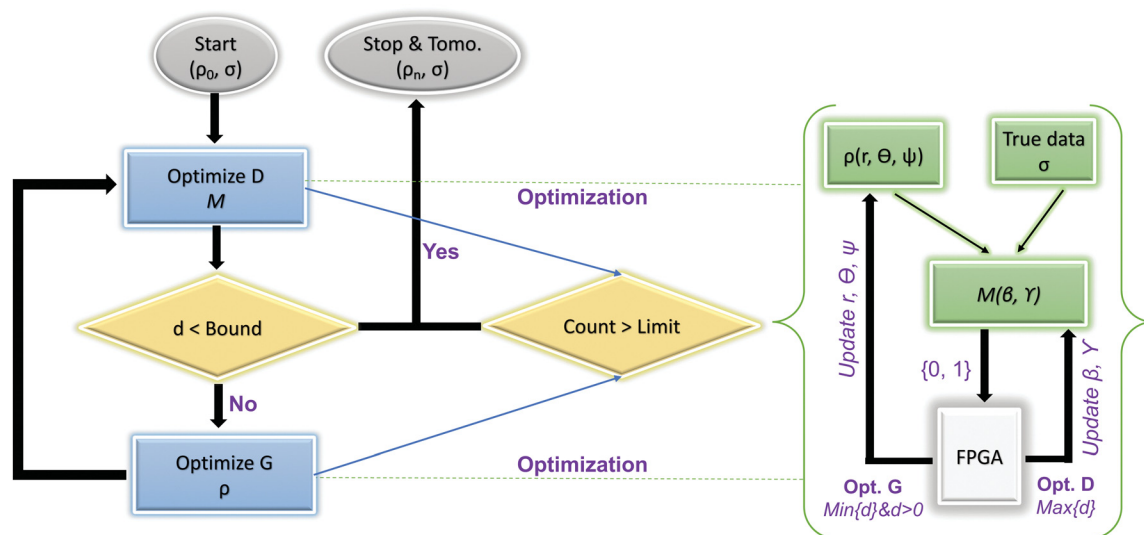 Start
(ρ₀, σ)
Stop & Tomo.
(ρₙ, σ)
Optimize D
M
Optimization
Yes
d < Bound
Count > Limit
No
Optimize G
ρ
Optimization
ρ(r, ϴ, ψ)
True data
σ
M(β, ϒ)
Update r, ϴ, ψ
{0, 1}
Update β, ϒ
FPGA
Opt. G
Min{d}&d>0
Opt. D
Max{d}